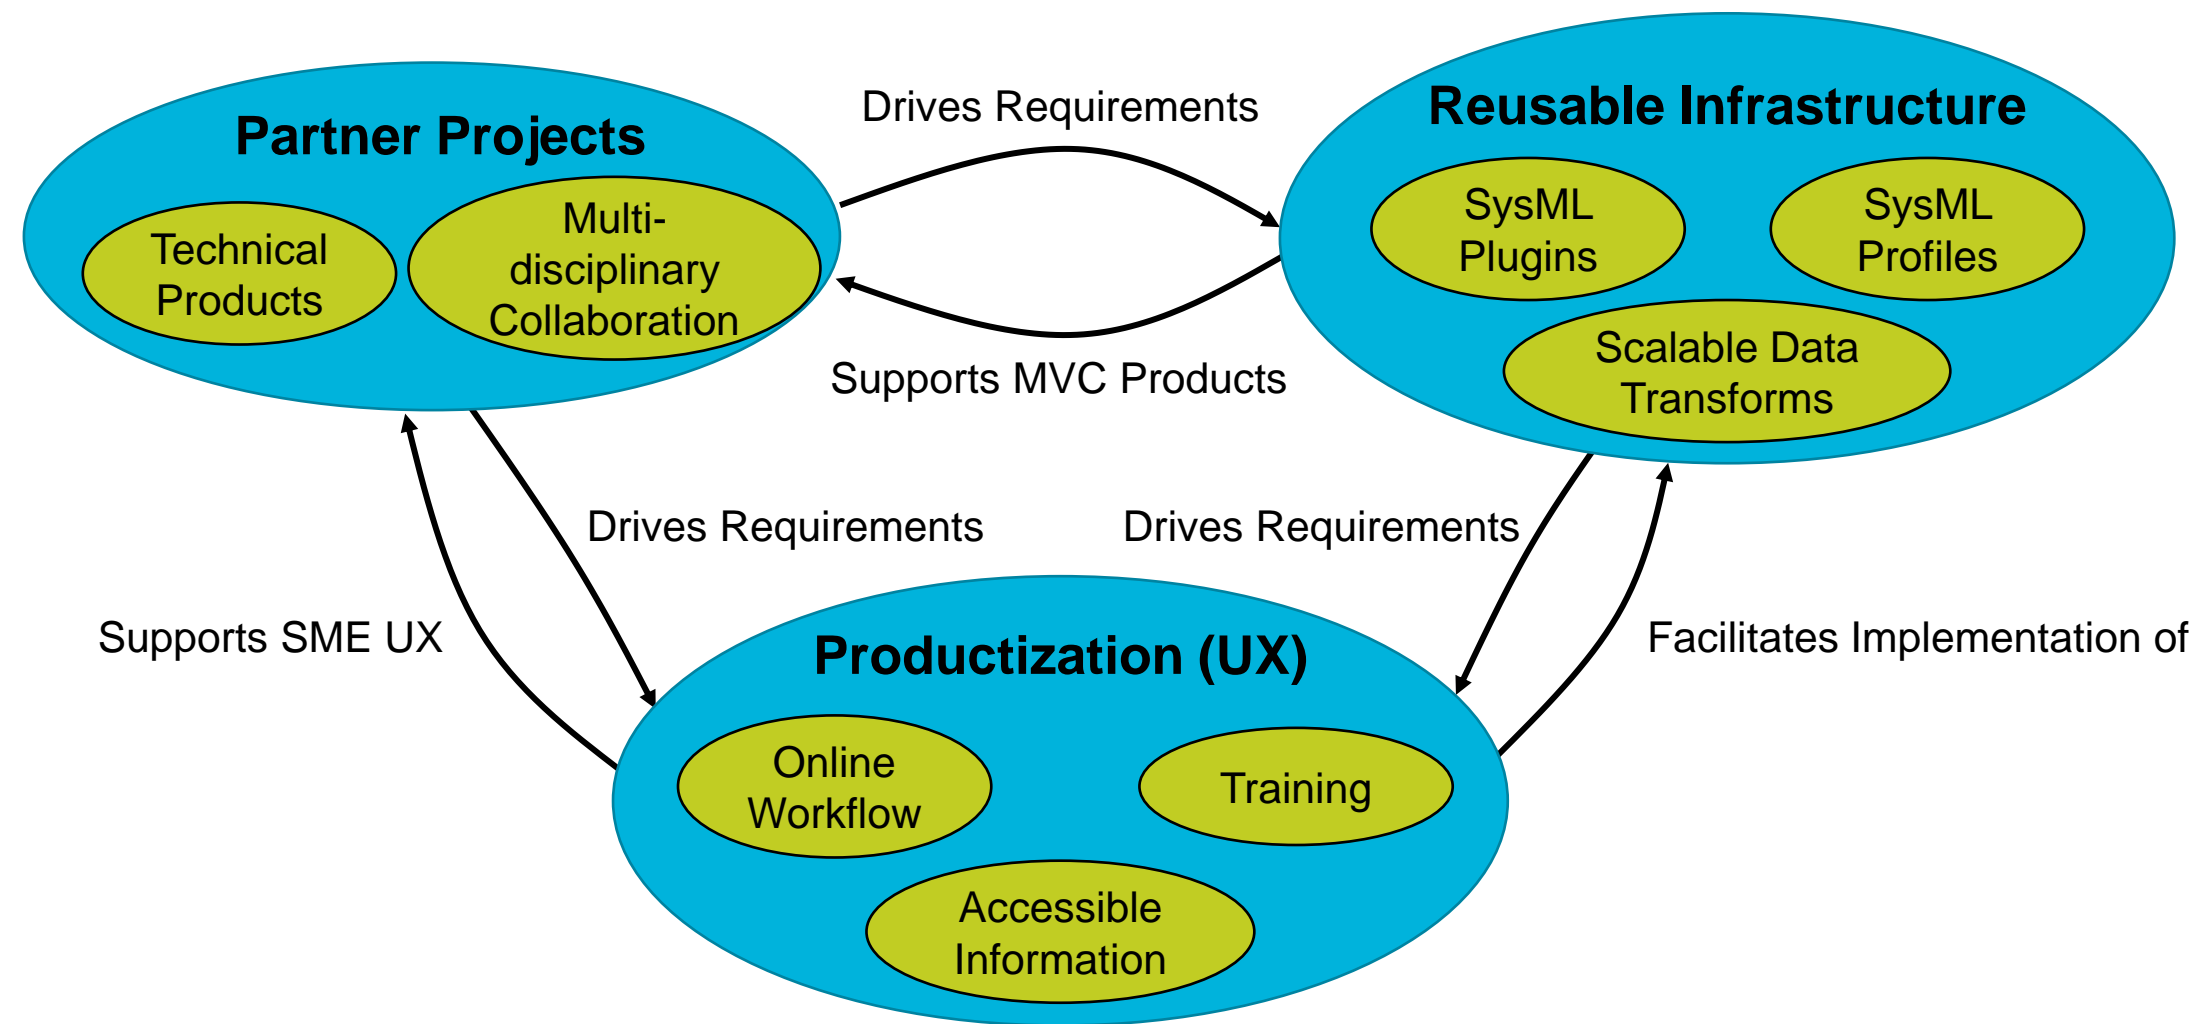 Partner Projects
Technical
Products
Multi-
disciplinary
Collaboration
Drives Requirements
Supports MVC Products
Reusable Infrastructure
SysML
Plugins
SysML
Profiles
Scalable Data
Transforms
Drives Requirements
Drives Requirements
Supports SME UX
Facilitates Implementation of
Productization (UX)
Online
Workflow
Training
Accessible
Information